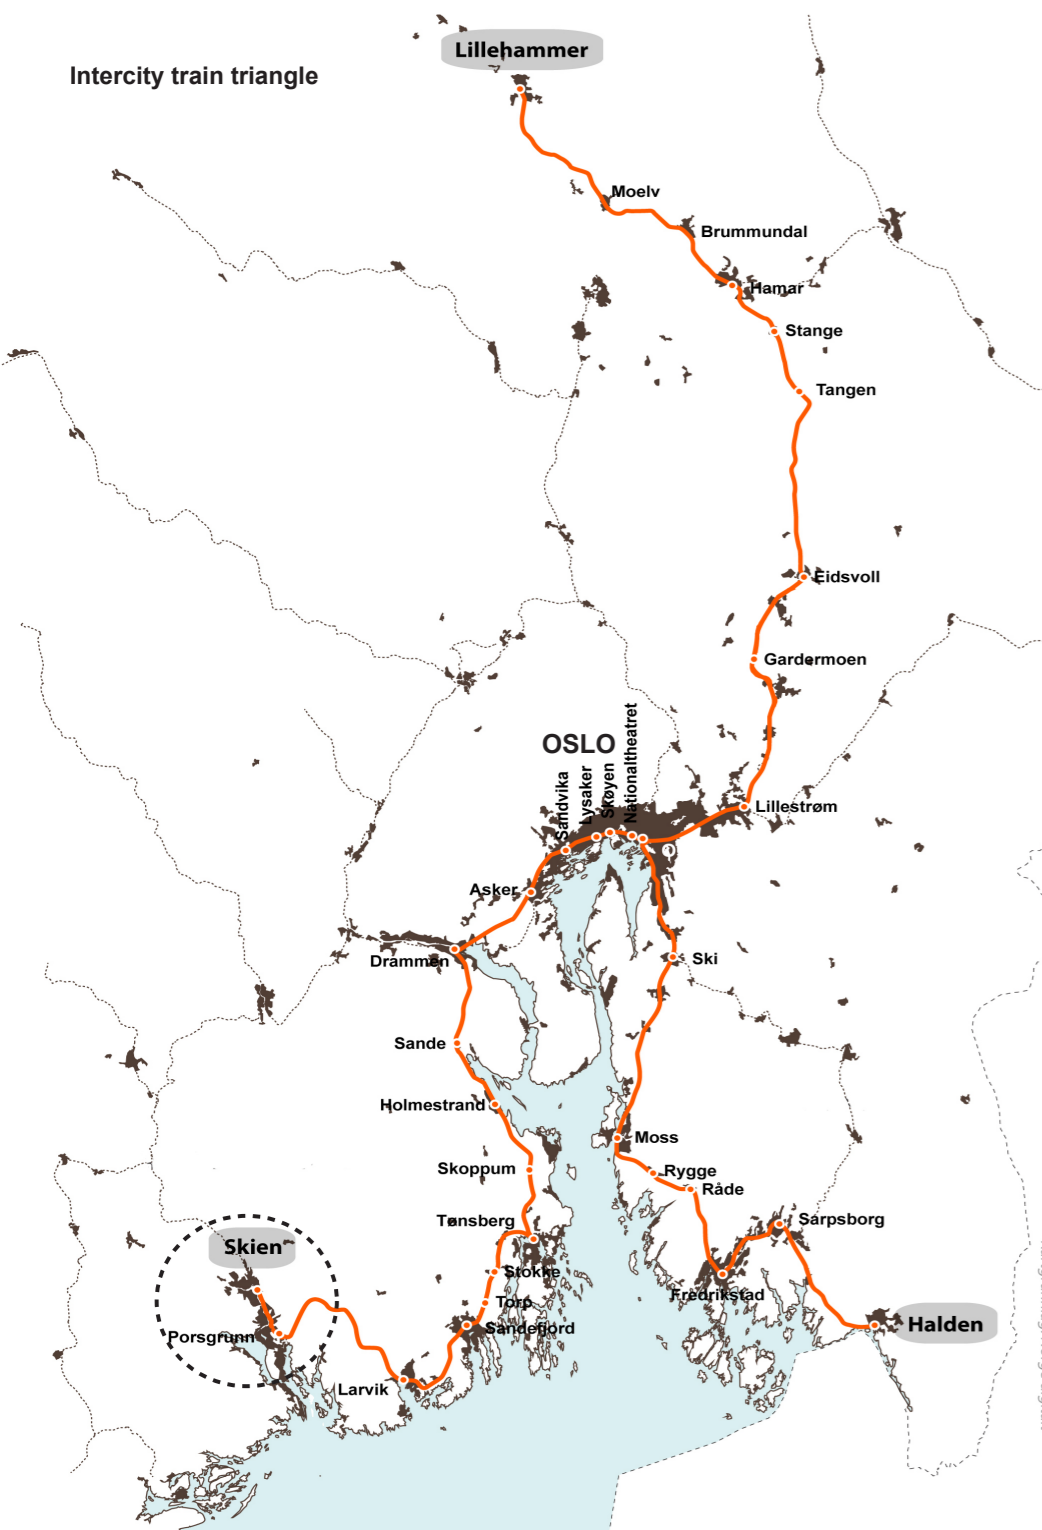 Lillehammer
Intercity train triangle
Moelv
Brummundal
Hamar
Stange
Tangen
Eidsvoll
Gardermoen
OSLO
Sandvika
Lysaker
Skøyen
Nationaltheatret
Lillestrøm
Asker
Drammen
Ski
Sande
Holmestrand
Moss
Skoppum
Rygge
Råde
Tønsberg
Sarpsborg
Skien
Stokke
Fredrikstad
Torp
Sandefjord
Halden
Porsgrunn
Larvik